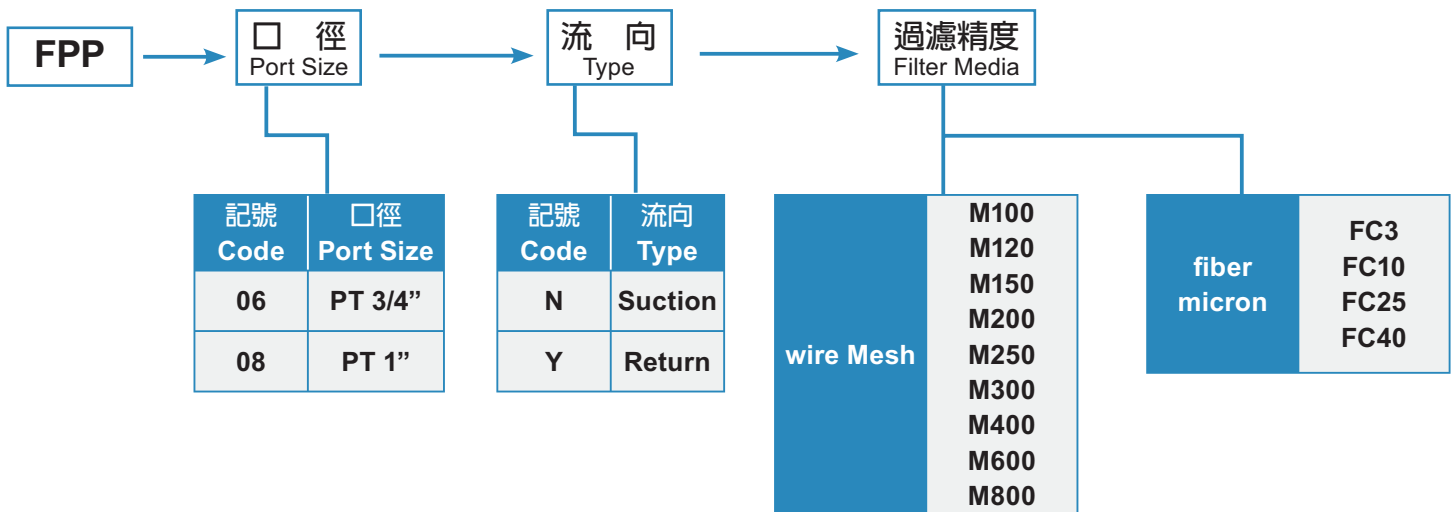 FPP
口 徑
Port Size
流 向
Type
過濾精度
Filter Media
記號 口徑
Code Port Size
06 PT 3/4”
08 PT 1”
記號 流向
Code Type
N Suction
Y Return
wire Mesh
M100
M120
M150
M200
M250
M300
M400
M600
M800
fiber
micron
FC3
FC10
FC25
FC40